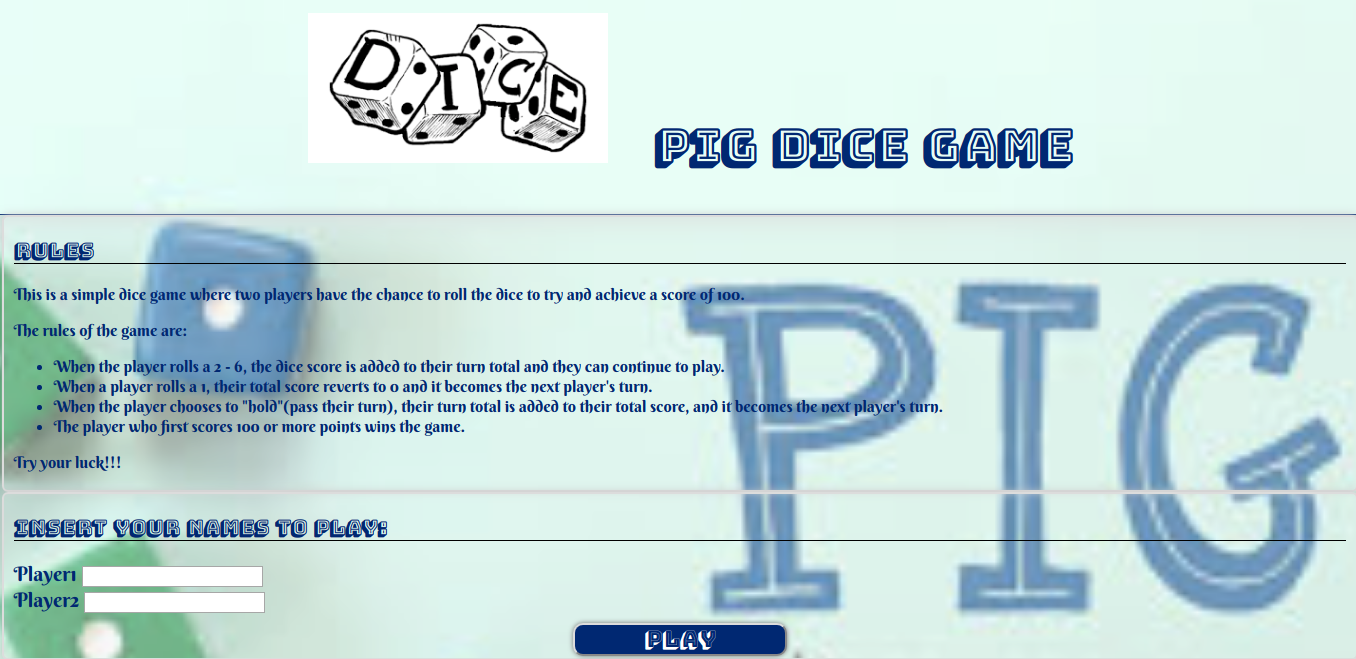 DICE
PIG DICE GAME
RULES
This is a simple dice game where two players have the chance to roll the dice to try and achieve a score of 100.
The rules of the game are:
When the player rolls a 2 - 6, the dice score is added to their turn total and they can continue to play.
When a player rolls a 1, their total score reverts to 0 and it becomes the next player's turn.
When the player chooses to "hold"(pass their turn), their turn total is added to their total score, and it becomes the next player's turn.
The player who first scores 100 or more points wins the game.
Try your luck!!!
PIG
INSERT YOUR NAMES TO PLAY:
Player1
Player2
PLAY